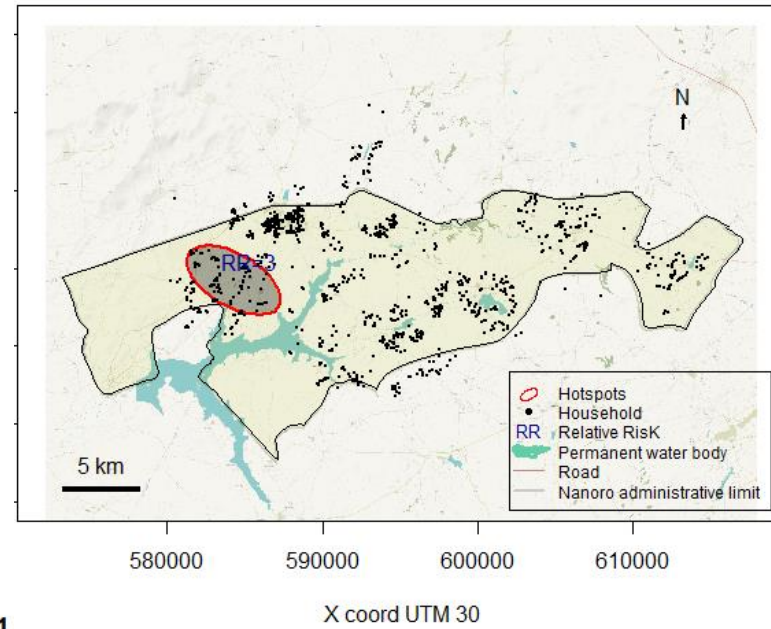 N
RR=3
Hotspots
Household
RR Relative RisK
Permanent water body
Road
Nanoro administrative limit
5 km
580000 590000 600000 610000
X coord UTM 30